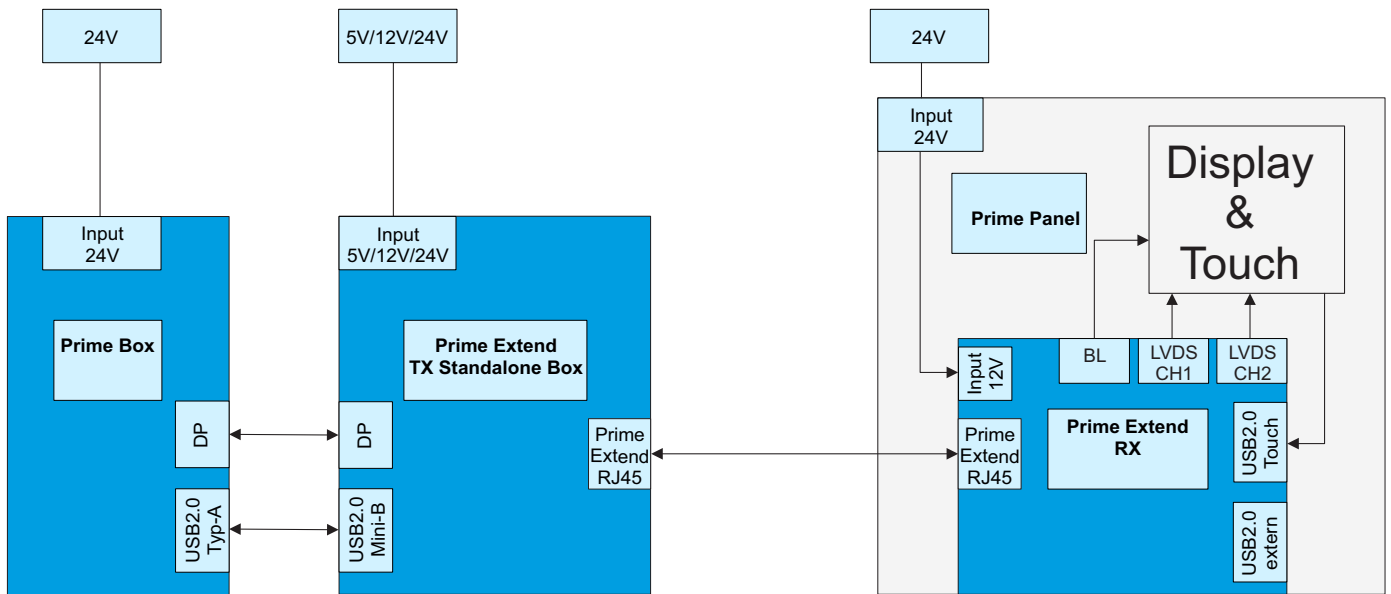 24V
5V/12V/24V
24V
Input
24V
Display
&
Touch
Prime Panel
Input
24V
Input
5V/12V/24V
Prime Box
Prime Extend
TX Standalone Box
Input
12V
BL
LVDS
CH1
LVDS
CH2
DP
DP
Prime
Extend
RJ45
Prime
Extend
RJ45
Prime Extend
RX
USB2.0
Touch
USB2.0
Typ-A
USB2.0
Mini-B
USB2.0
extern